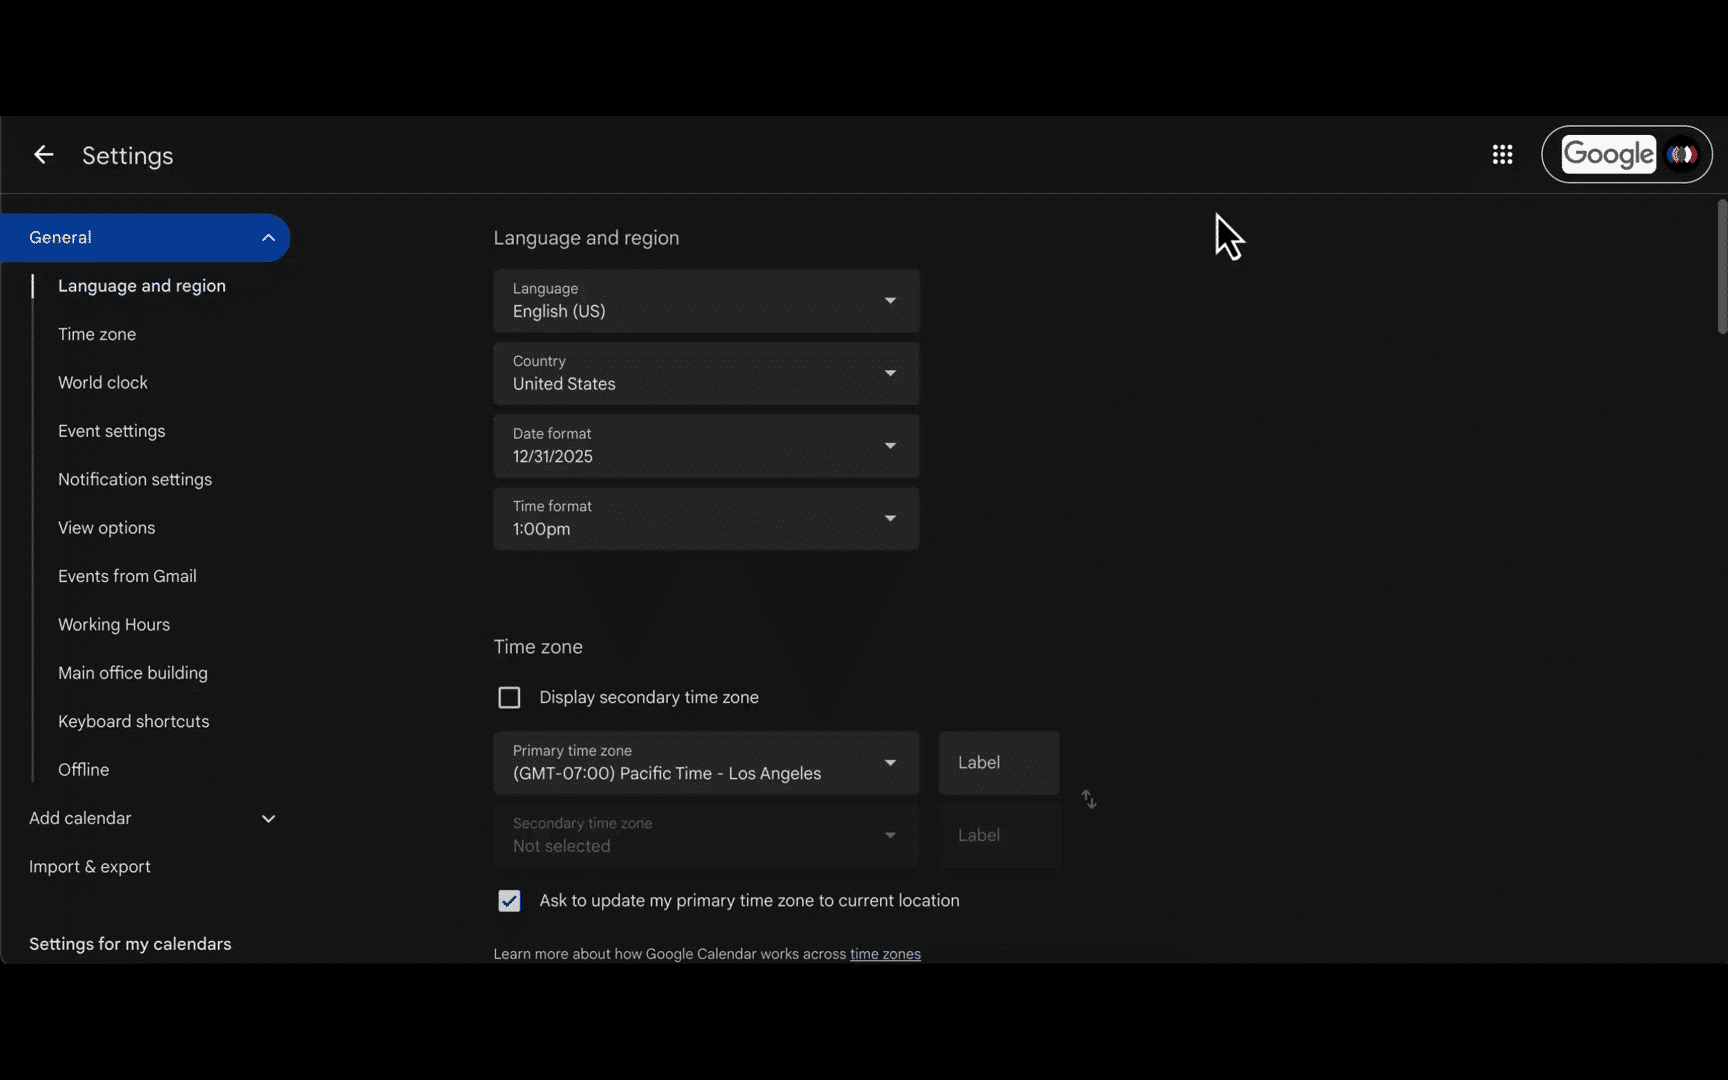 Settings
Google
General
Language and region
Time zone
World clock
Event settings
Notification settings
View options
Events from Gmail
Working Hours
Main office building
Keyboard shortcuts
Offline
Add calendar
Import & export
Settings for my calendars
Language and region
Language
English (US)
Country
United States
Date format
12/31/2025
Time format
1:00pm
Time zone
Display secondary time zone
Primary time zone
(GMT-07:00) Pacific Time - Los Angeles
Label
Secondary time zone
Not selected
Label
Ask to update my primary time zone to current location
Learn more about how Google Calendar works across time zones